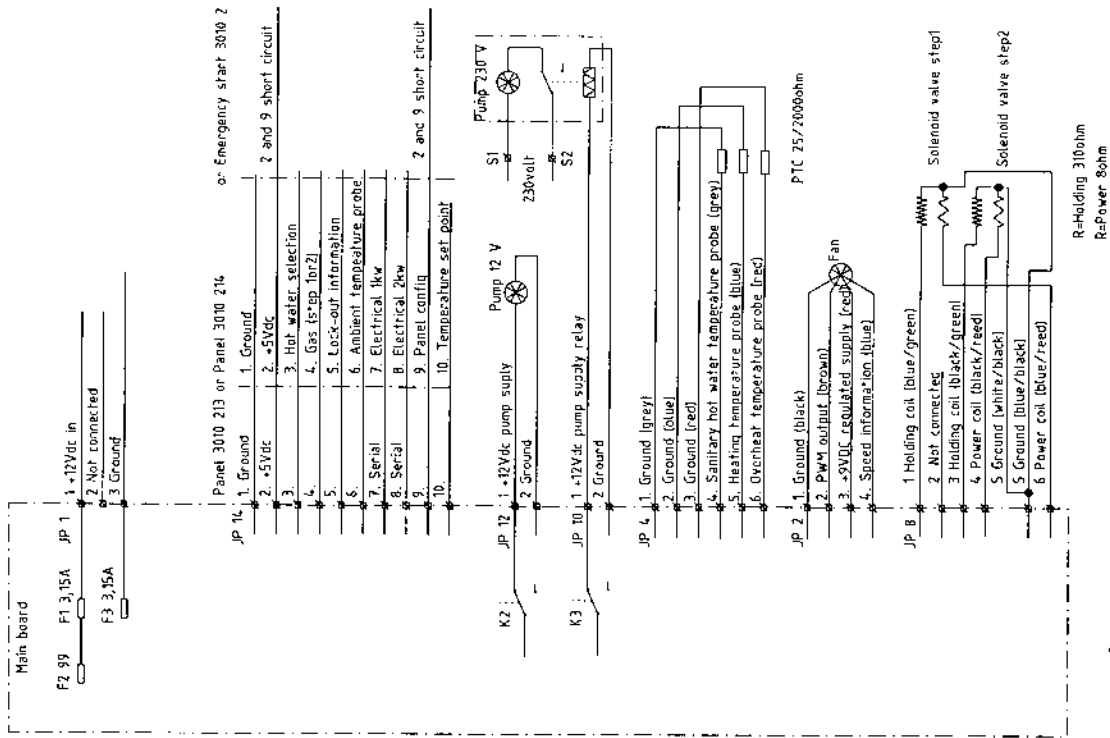 Main board
F2 99
F1 3,15A
F3 3,15A
JP 1
1 +12Vdc in
2 Not connected
3 Ground
Panel 3010 213 or Panel 3010 214
or Emergency start 3010 2
JP 14
1. Ground
2. +5Vdc
3.
4.
5.
6.
7. Serial
8. Serial
9.
10.
1. Ground
2. +5Vdc
3. Hot water selection
4. Gas (step 1or2)
5. Lock-out information
6. Ambient tempeature probe
7. Electrical 1kw
8. Electrical 2kw
9. Panel config
10. Temperature set point
2 and 9 short circuit
2 and 9 short circuit
K2
JP 12
1 +12Vdc pump suply
2 Ground
Pump 12 V
K3
JP 10
1 +12Vdc pump supply relay
2 Ground
Pump 230 V
S1
230volt
S2
JP 4
1. Ground (grey)
2. Ground (blue)
3. Ground (red)
4. Sanitary hot water temperature probe (grey)
5. Heating temperature probe (blue)
6. Overheat temperature probe (red)
PTC 25/2000ohm
JP 2
1. Ground (black)
2. PWM output (brown)
3. +9VDC regulated supply (red)
4. Speed information (blue)
Fan
JP 8
1 Holding coil (blue/green)
2 Not connected
3 Holding coil (black/green)
4 Power coil (black/reed)
5 Ground (white/black)
5 Ground (blue/black)
6 Power coil (blue/reed)
Solenoid valve step1
Solenoid valve step2
R=Holding 310ohm
R=Power 8ohm